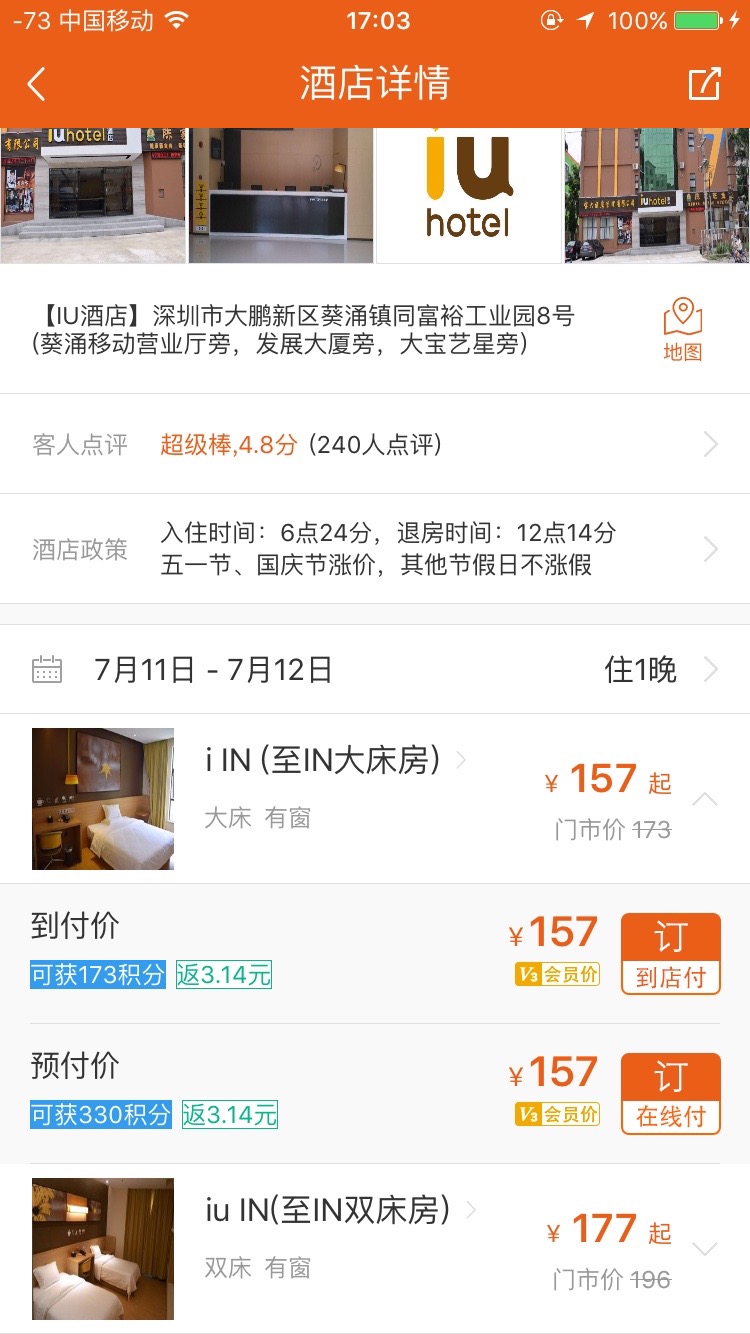 -73 中国移动
17:03
100%
酒店详情
有限公司
iuhotel
iu
hotel
iuhotel
【IU酒店】深圳市大鹏新区葵涌镇同富裕工业园8号
(葵涌移动营业厅旁，发展大厦旁，大宝艺星旁)
地图
客人点评
超级棒,4.8分 (240人点评)
酒店政策
入住时间：6点24分，退房时间：12点14分
五一节、国庆节涨价，其他节假日不涨假
7月11日 - 7月12日
住1晚
i IN (至IN大床房)
¥ 157 起
大床 有窗
门市价 173
到付价
¥157
订
可获173积分 返3.14元
V3 会员价
到店付
预付价
¥157
订
可获330积分 返3.14元
V3 会员价
在线付
iu IN(至IN双床房)
¥ 177 起
双床 有窗
门市价 196